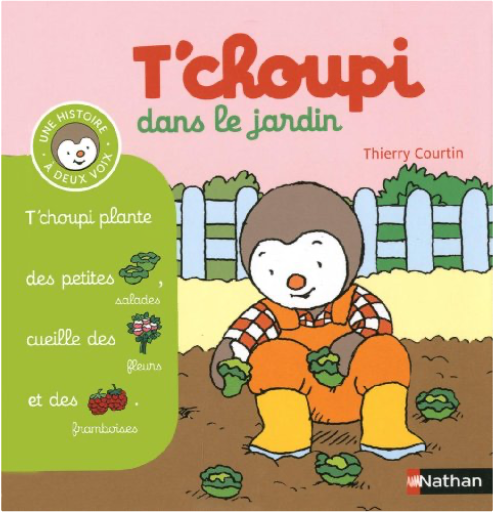 T'choupi
dans le jardin
Thierry Courtin
UNE HISTOIRE
À DEUX VOIX
T'choupi plante
des petites ,
salades
cueille des
fleurs
et des .
framboises
Nathan